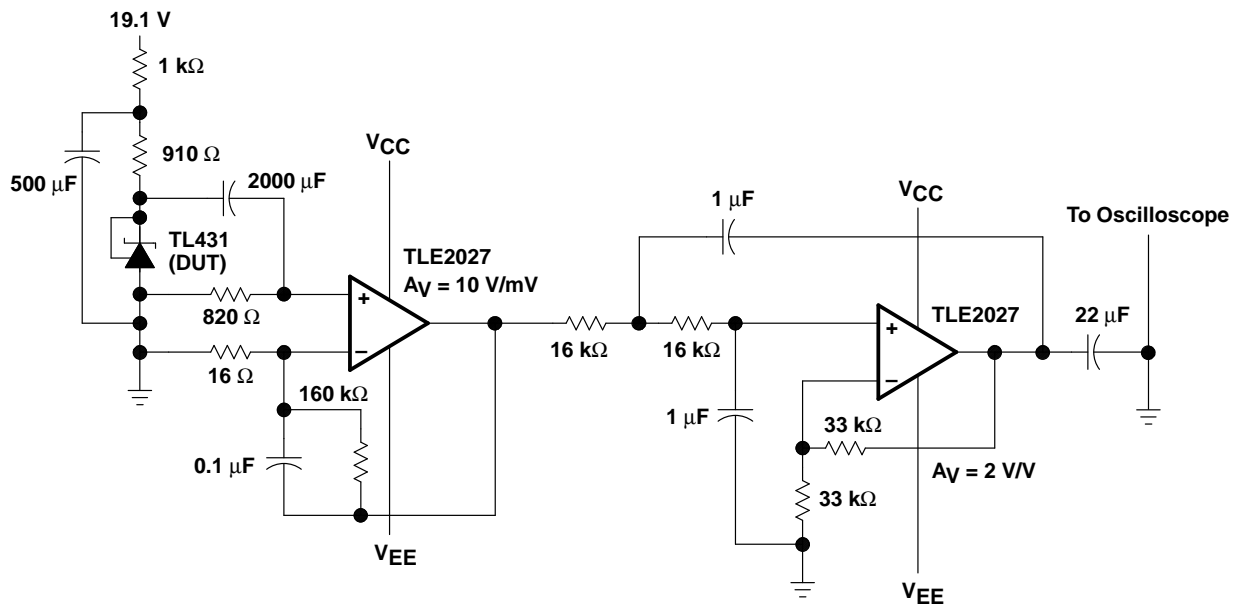 19.1 V
1 kΩ
500 μF
910 Ω
2000 μF
TL431
(DUT)
820 Ω
16 Ω
160 kΩ
0.1 μF
VCC
TLE2027
AV = 10 V/mV
+
−
VEE
16 kΩ
16 kΩ
1 μF
1 μF
VCC
TLE2027
+
−
33 kΩ
AV = 2 V/V
33 kΩ
VEE
22 μF
To Oscilloscope